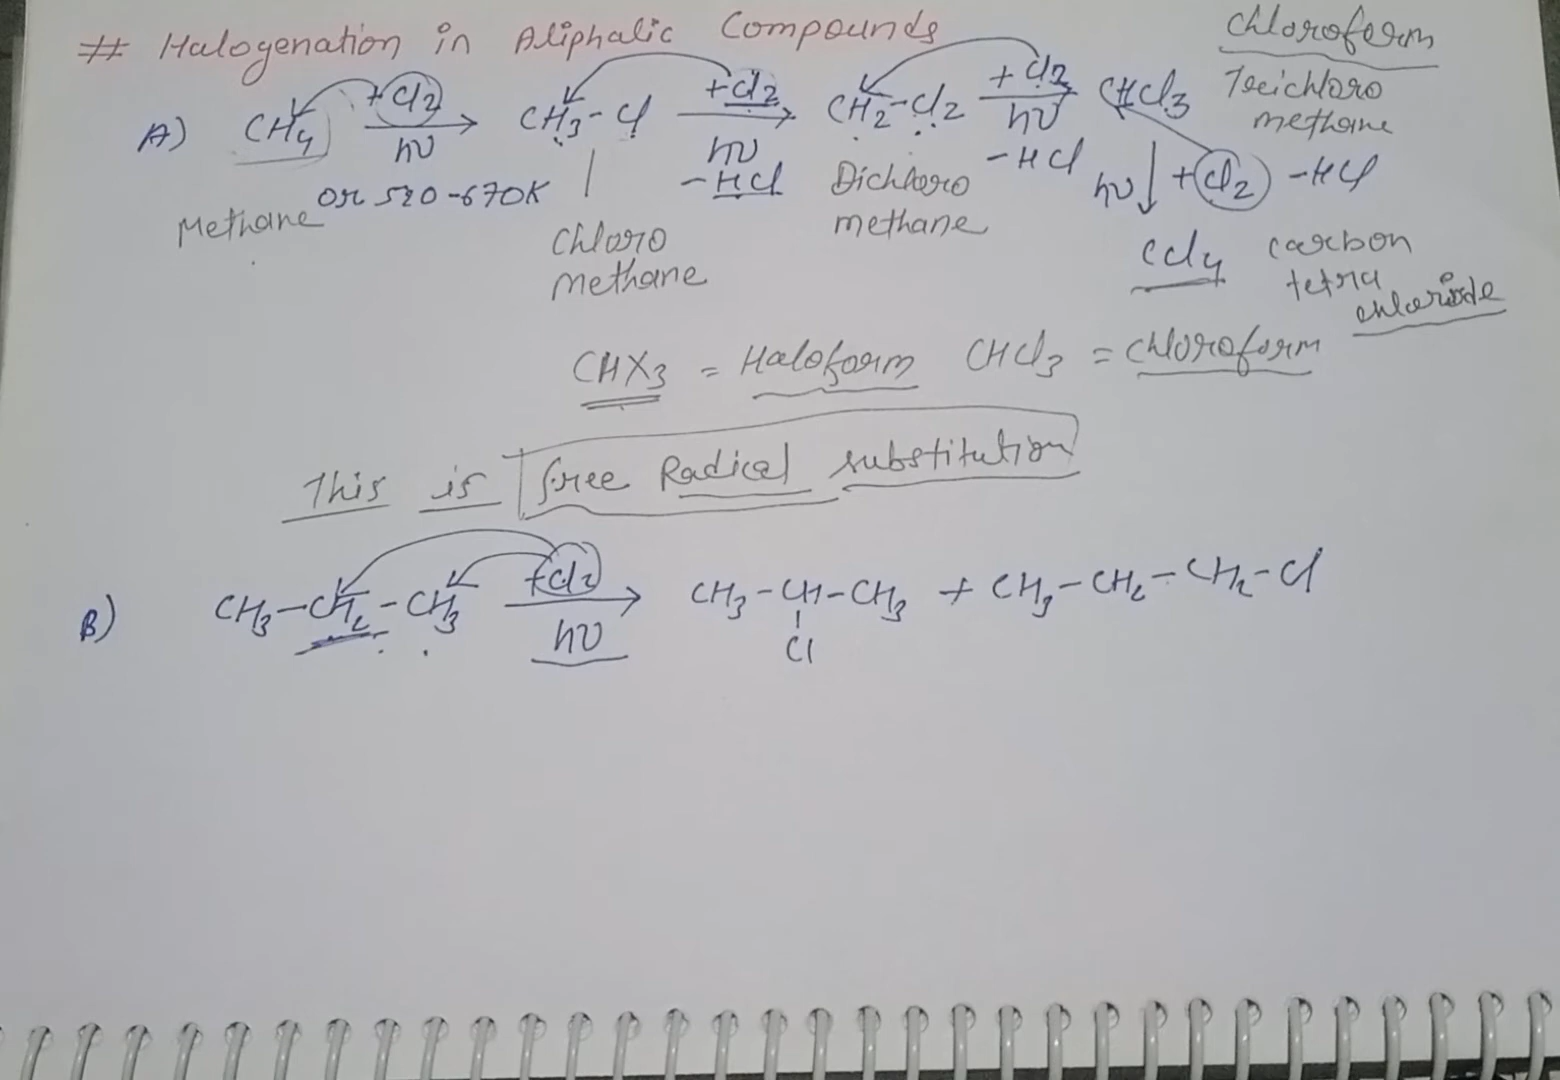 # Halogenation in Aliphalic Compounds
Chloroform
A) CH4 +Cl2 hν CH3-Cl +Cl2 hν CH2-Cl2 +Cl2 hν CHCl3 Treichloro methane
or 520-670K -HCl -HCl hν +Cl2 -HCl
Methane Chloro methane Dichloro methane
CCl4 carbon tetra chloride
CHX3 = Haloform CHCl3 = Chloroform
This is free Radical substitution
B) CH3-CH2-CH3 +Cl2 hν CH3-CH-CH3 + CH3-CH2-CH2-Cl
Cl